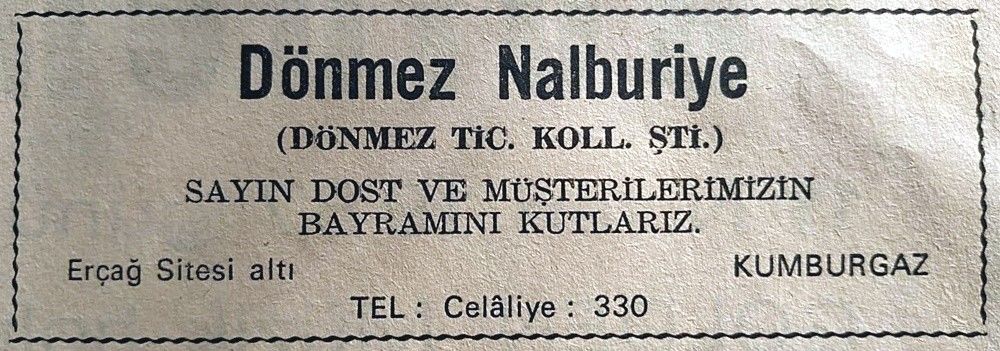 Dönmez Nalburiye
(DÖNMEZ TİC. KOLL. ŞTİ.)
SAYIN DOST VE MÜŞTERİLERİMİZİN
BAYRAMINI KUTLARIZ.
Erçağ Sitesi altı KUMBURGAZ
TEL : Celâliye : 330